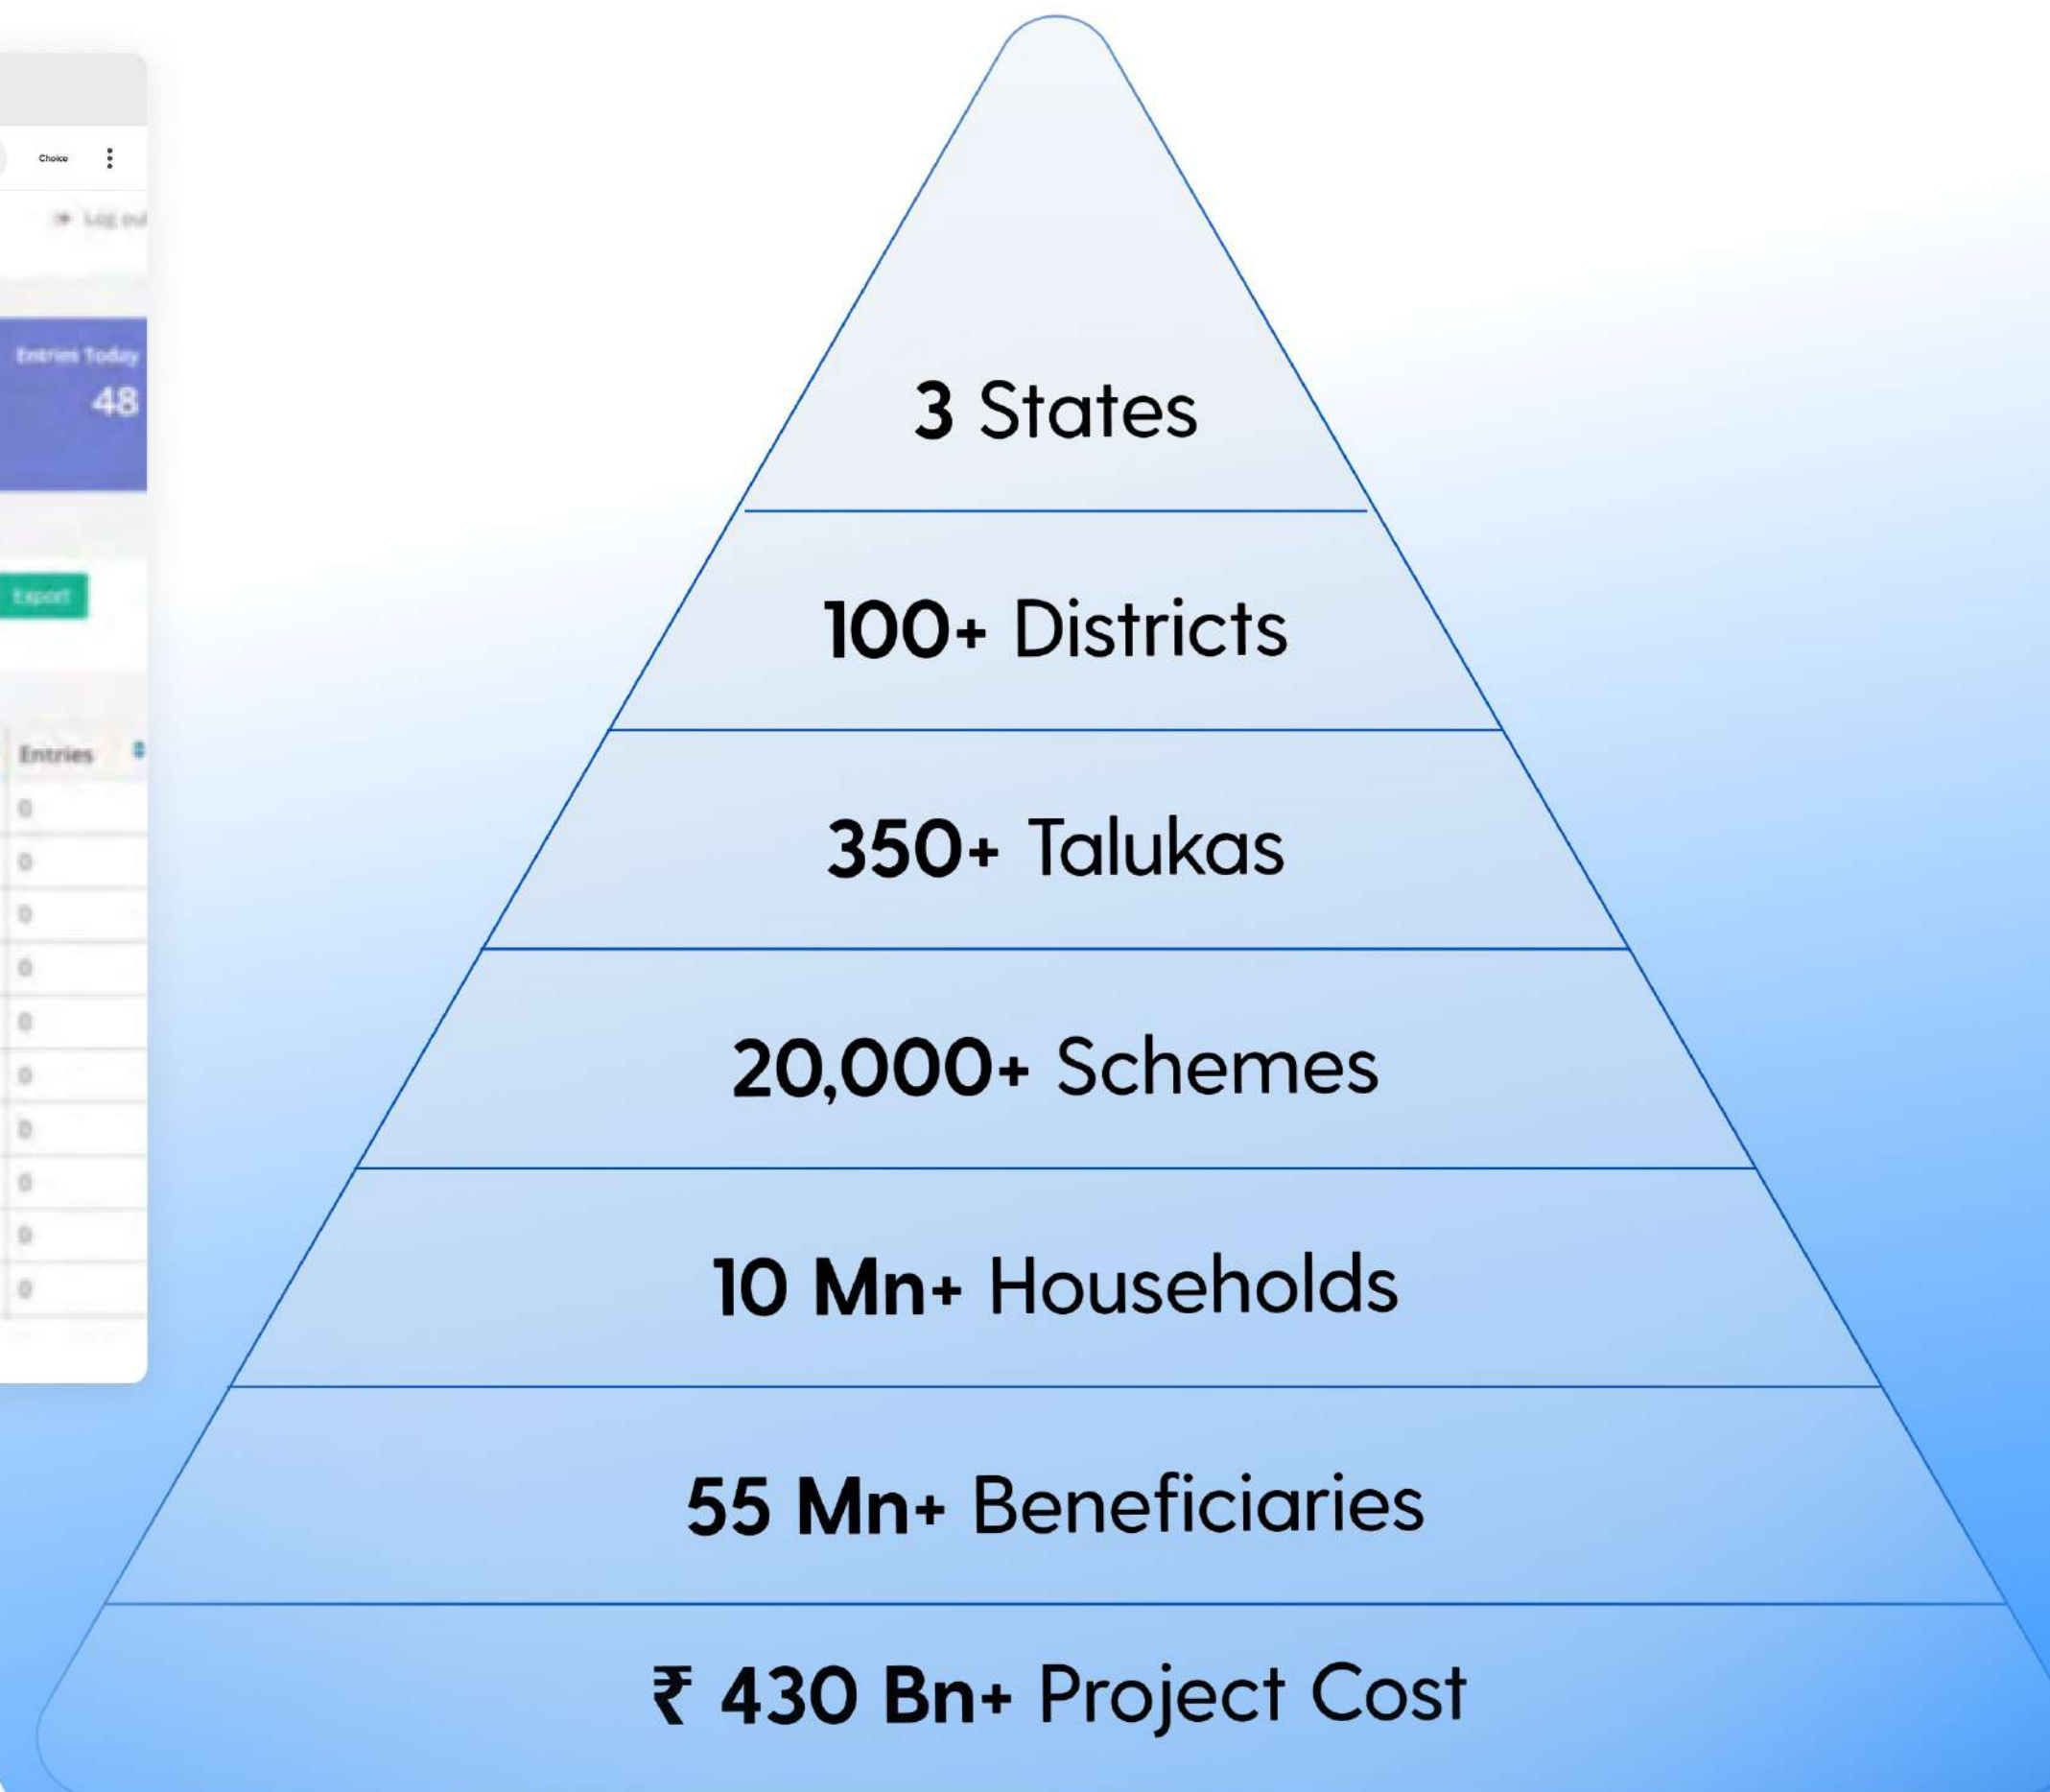 Choice
Log out
Entries Today
48
Export
Entries
0
0
0
0
0
0
0
0
0
0
3 States
100+ Districts
350+ Talukas
20,000+ Schemes
10 Mn+ Households
55 Mn+ Beneficiaries
₹ 430 Bn+ Project Cost